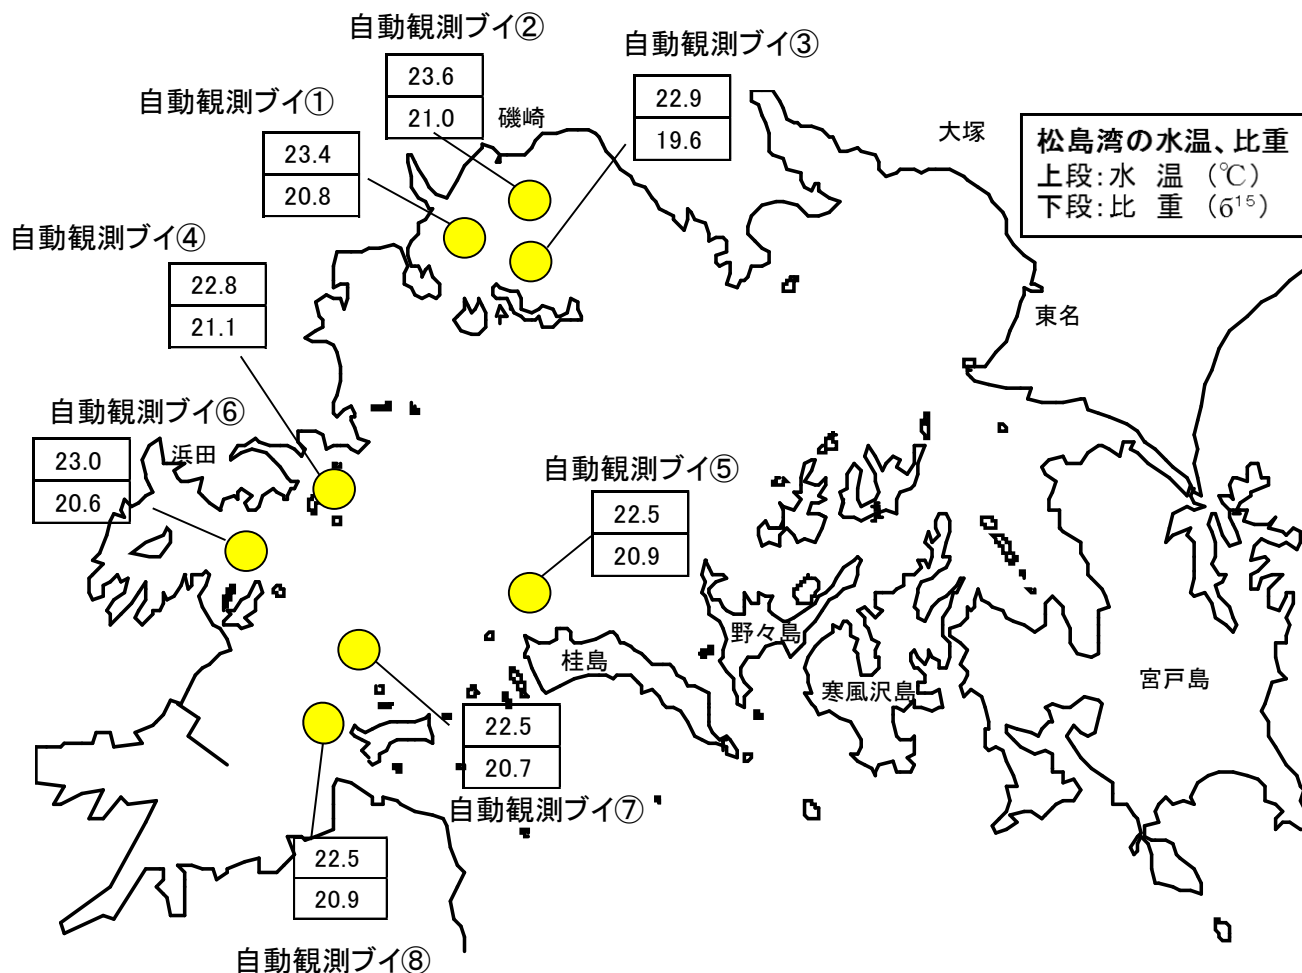 自動観測ブイ②
23.6
21.0
自動観測ブイ③
22.9
19.6
自動観測ブイ①
23.4
20.8
磯崎
大塚
松島湾の水温、比重
上段:水 温 (℃)
下段:比 重 (б¹⁵)
自動観測ブイ④
22.8
21.1
東名
自動観測ブイ⑥
23.0
20.6
浜田
自動観測ブイ⑤
22.5
20.9
野々島
桂島
寒風沢島
宮戸島
22.5
20.7
自動観測ブイ⑦
22.5
20.9
自動観測ブイ⑧